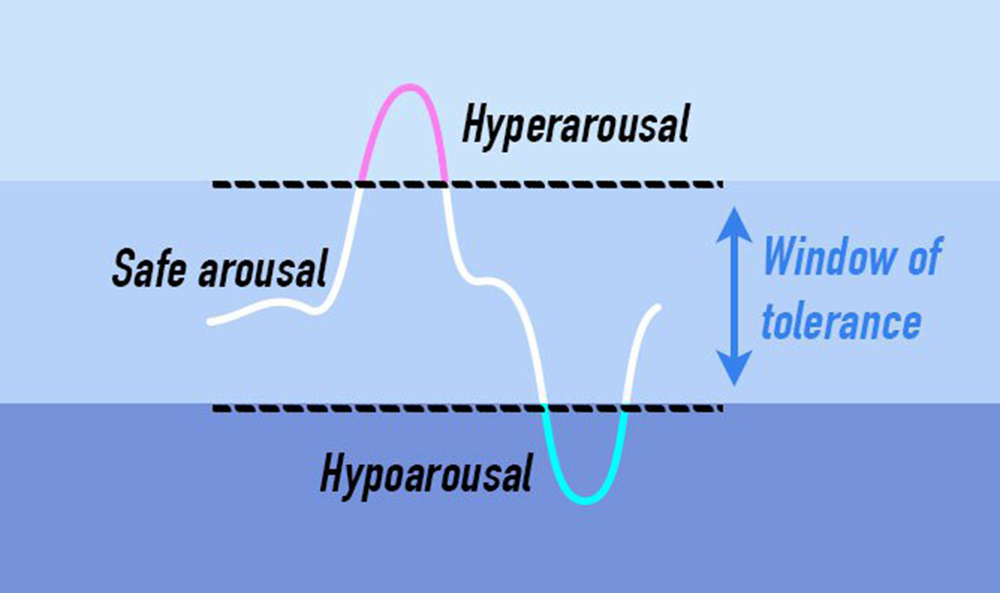 Hyperarousal
Safe arousal
Window of
tolerance
Hypoarousal